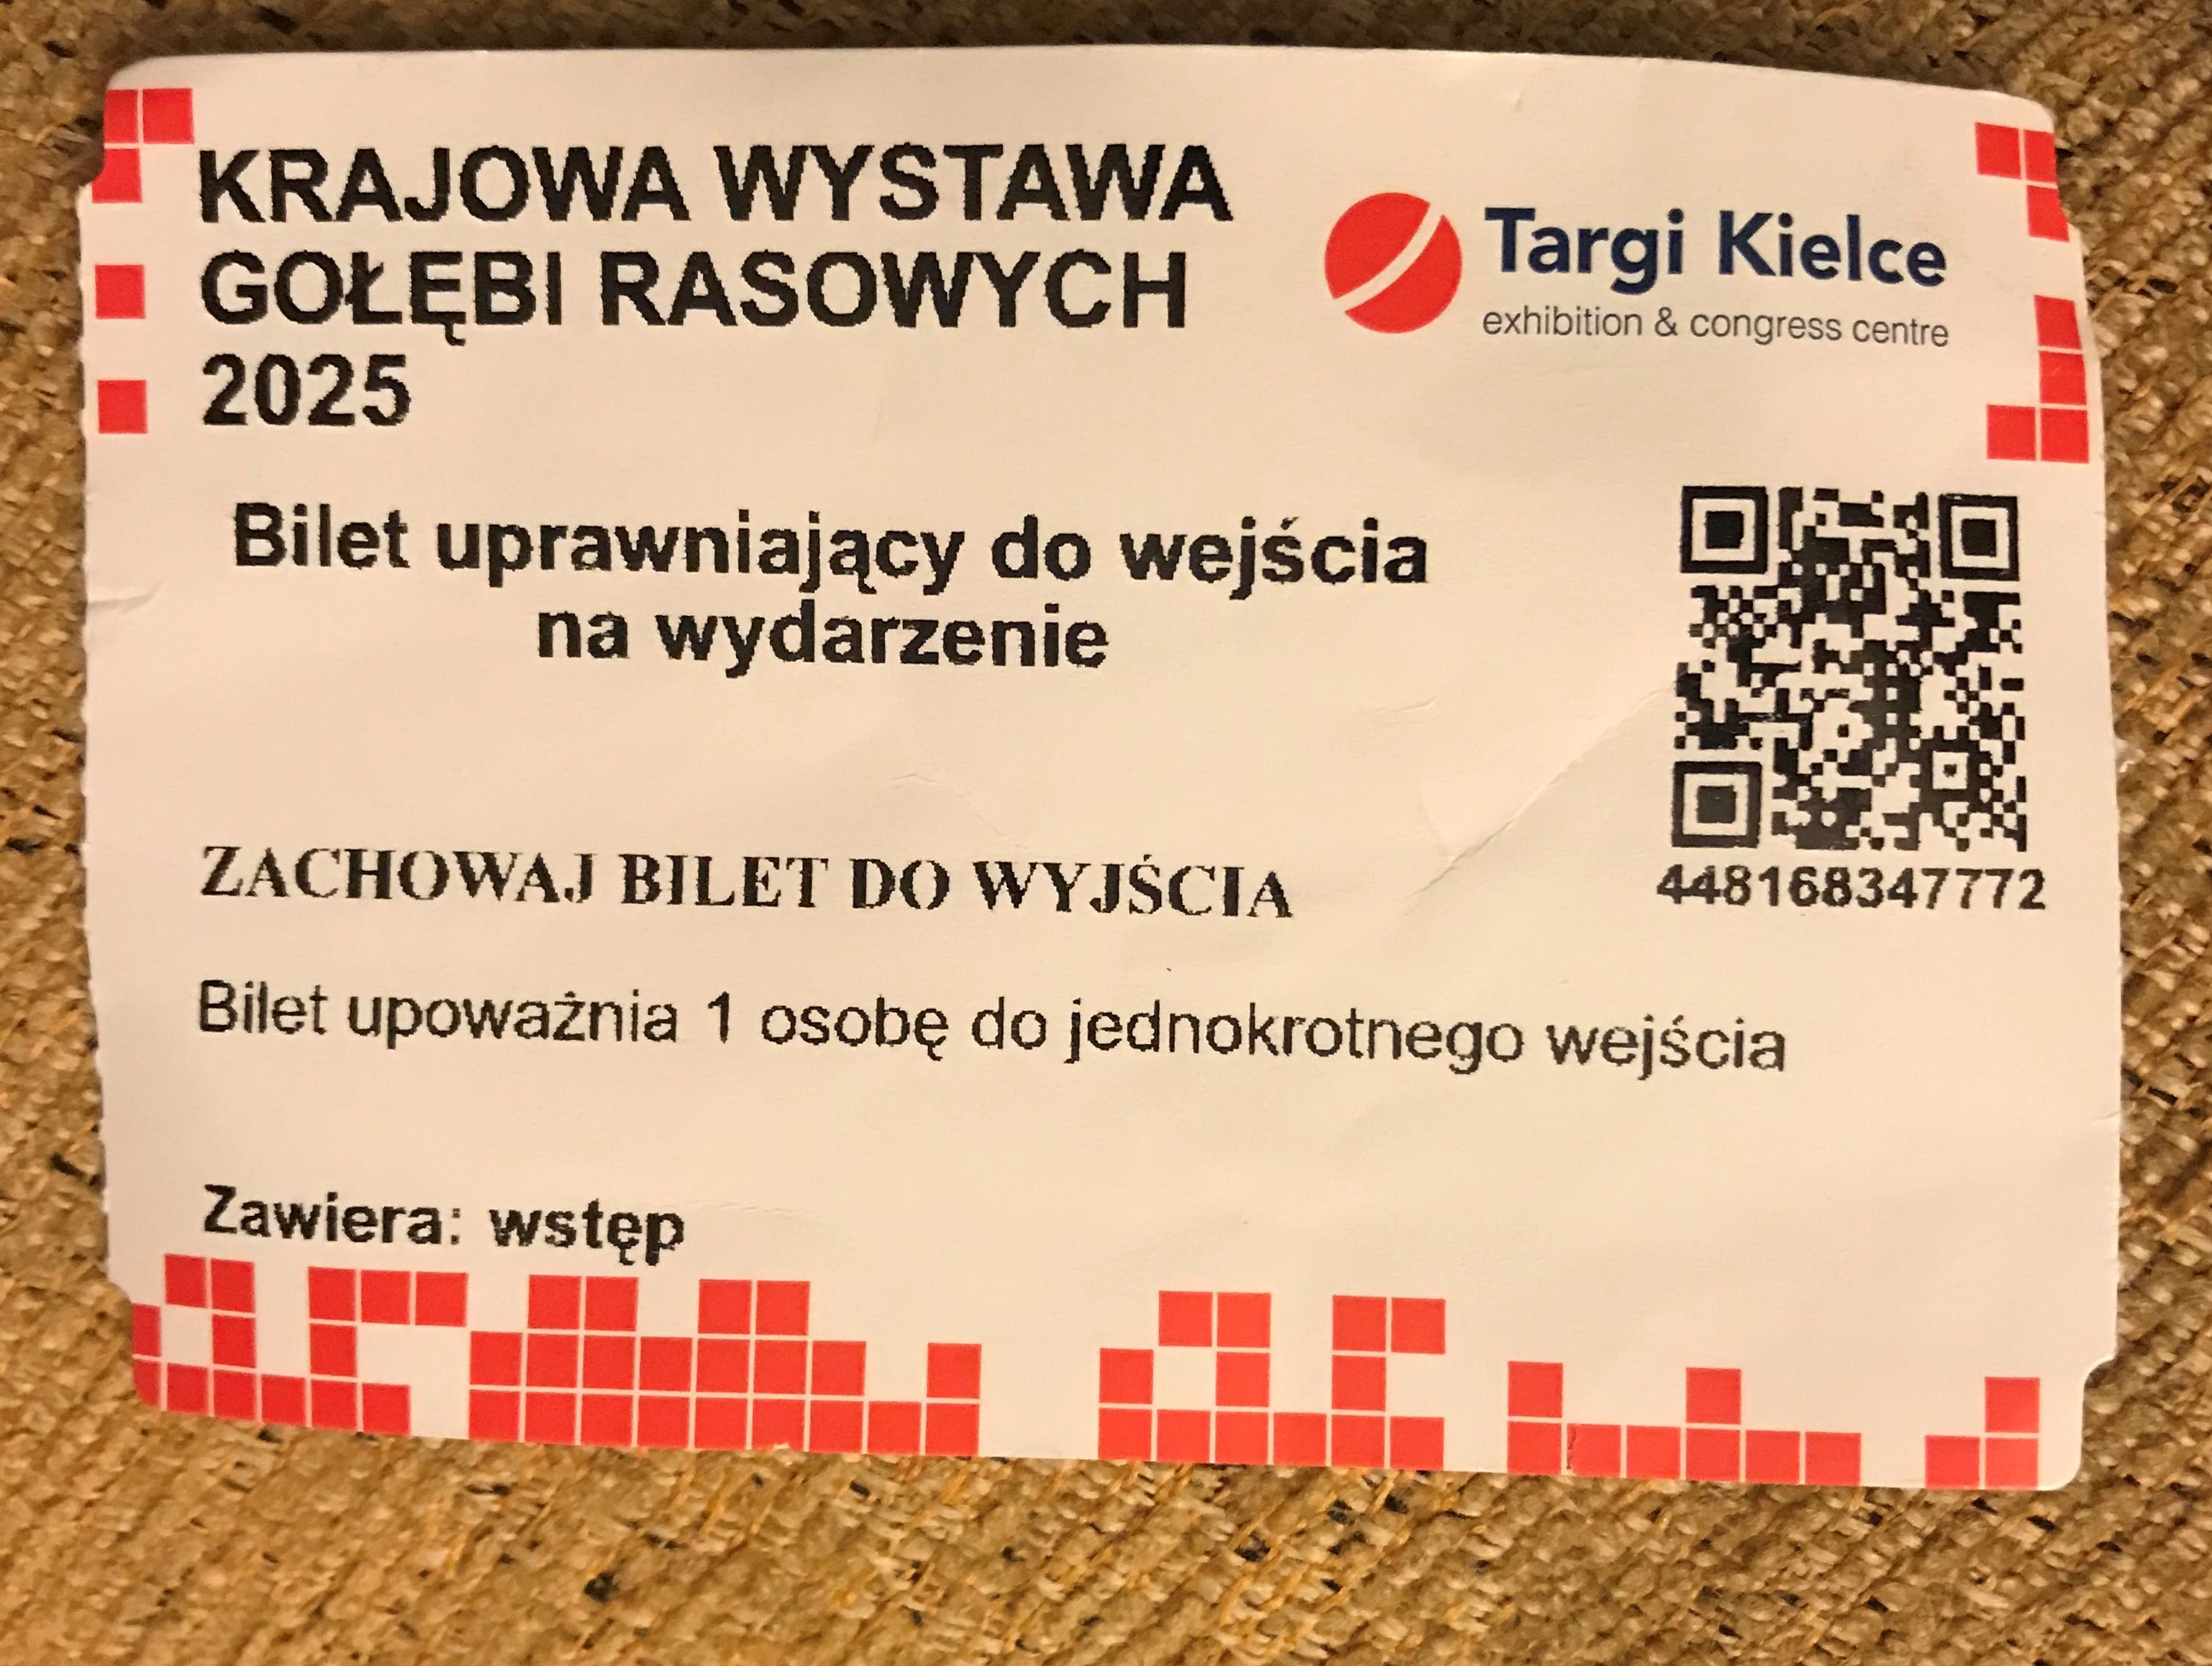 KRAJOWA WYSTAWA
GOŁĘBI RASOWYCH
2025
Targi Kielce
exhibition & congress centre
Bilet uprawniający do wejścia
na wydarzenie
448168347772
ZACHOWAJ BILET DO WYJŚCIA
Bilet upoważnia 1 osobę do jednokrotnego wejścia
Zawiera: wstęp